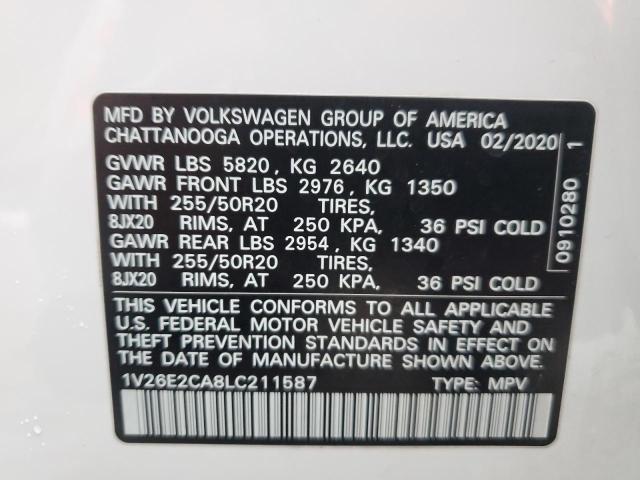 MFD BY VOLKSWAGEN GROUP OF AMERICA
CHATTANOOGA OPERATIONS, LLC. USA 02/2020
GVWR LBS 5820, KG 2640
GAWR FRONT LBS 2976, KG 1350
WITH 255/50R20 TIRES,
8JX20 RIMS, AT 250 KPA, 36 PSI COLD
GAWR REAR LBS 2954, KG 1340
WITH 255/50R20 TIRES,
8JX20 RIMS, AT 250 KPA, 36 PSI COLD
THIS VEHICLE CONFORMS TO ALL APPLICABLE
U.S. FEDERAL MOTOR VEHICLE SAFETY AND
THEFT PREVENTION STANDARDS IN EFFECT ON
THE DATE OF MANUFACTURE SHOWN ABOVE
1V26E2CA8LC211587 TYPE: MPV
0910280 1